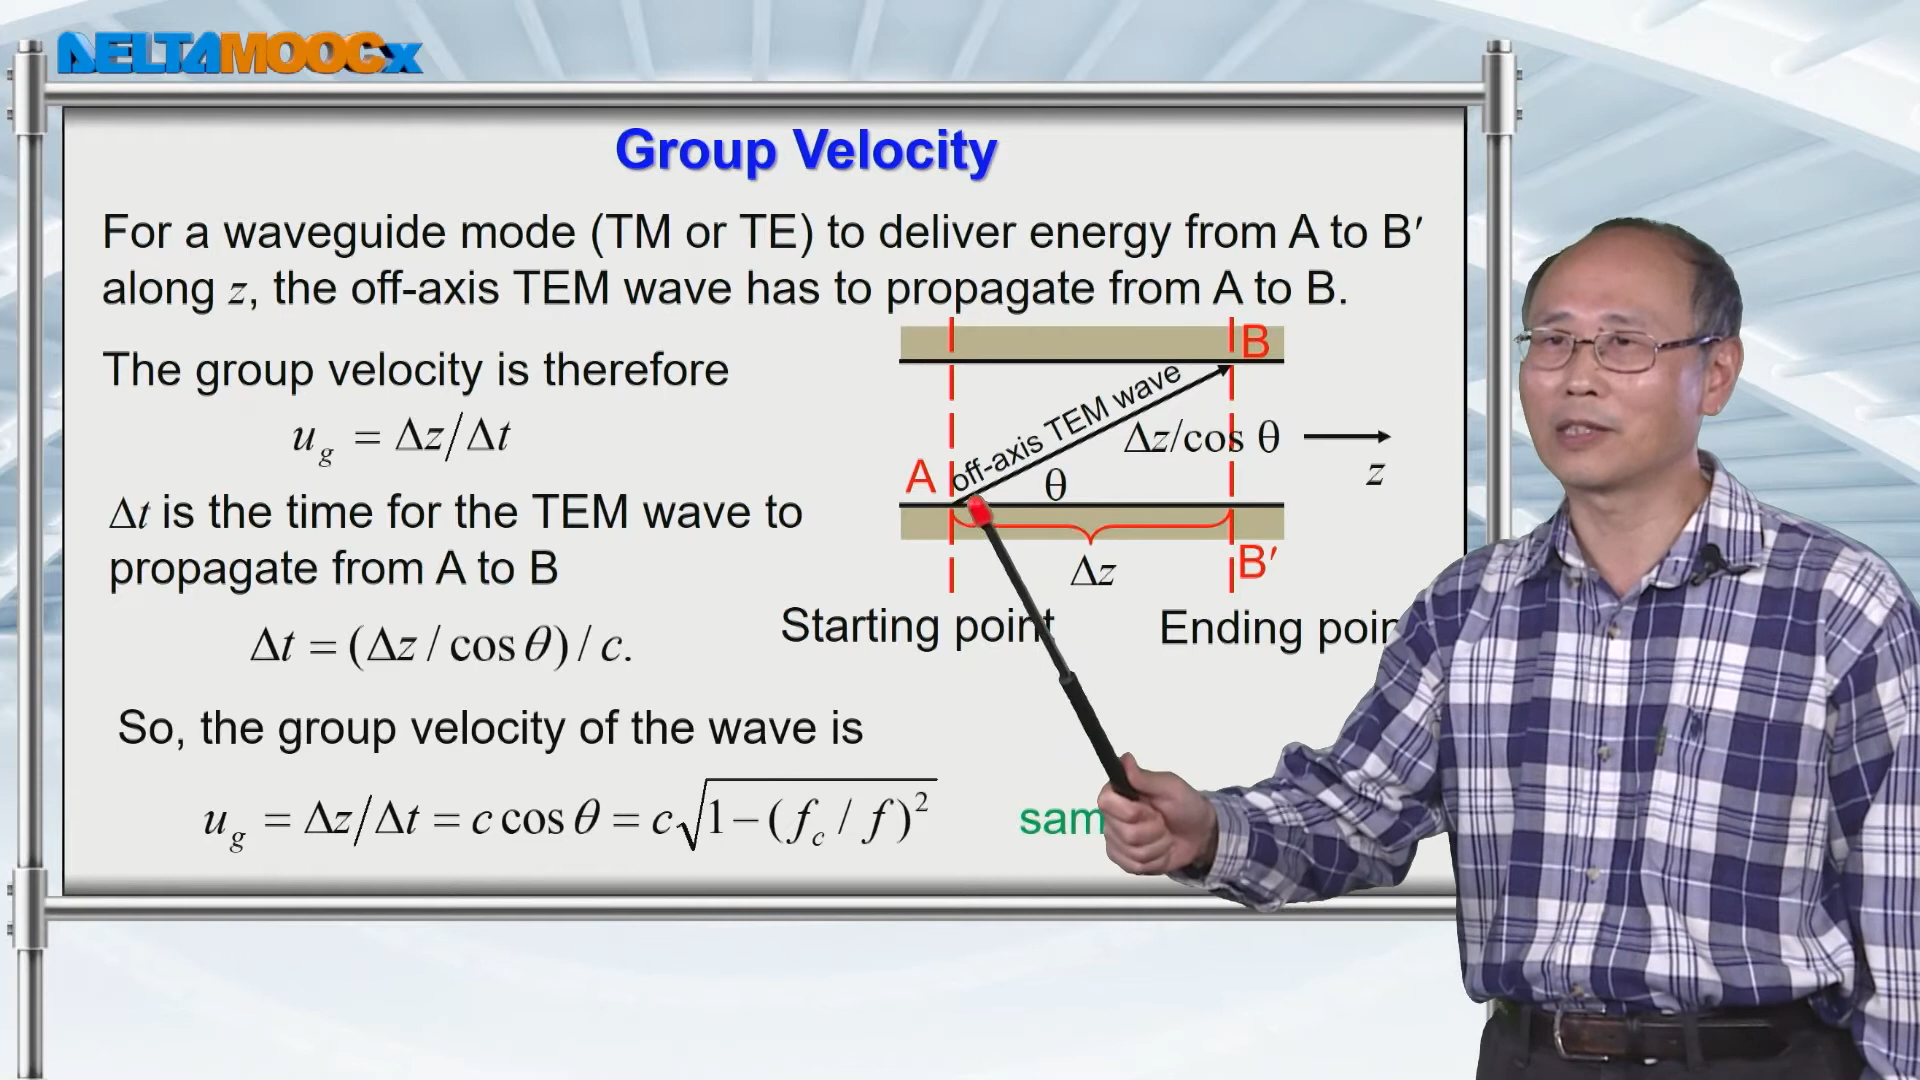 DELTAMOOCx
Group Velocity
For a waveguide mode (TM or TE) to deliver energy from A to B′
along z, the off-axis TEM wave has to propagate from A to B.
The group velocity is therefore
u_g = Δz/Δt
Δt is the time for the TEM wave to
propagate from A to B
Δt = (Δz / cos θ) / c.
B
off-axis TEM wave
Δz/cos θ
z
A
θ
Δz
B′
Starting point
Ending poin
So, the group velocity of the wave is
u_g = Δz/Δt = c cos θ = c√(1−(f_c / f)²)
sam